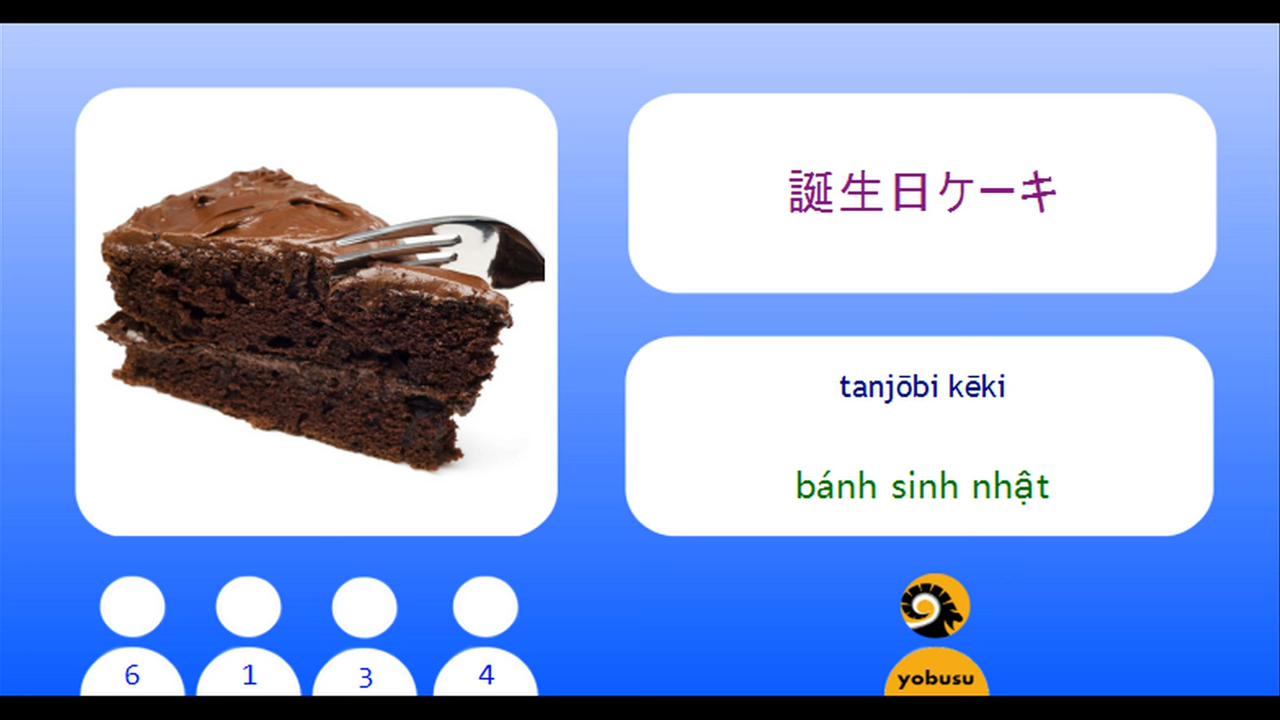 誕生日ケーキ
tanjōbi kēki
bánh sinh nhật
6 1 3 4
yobusu